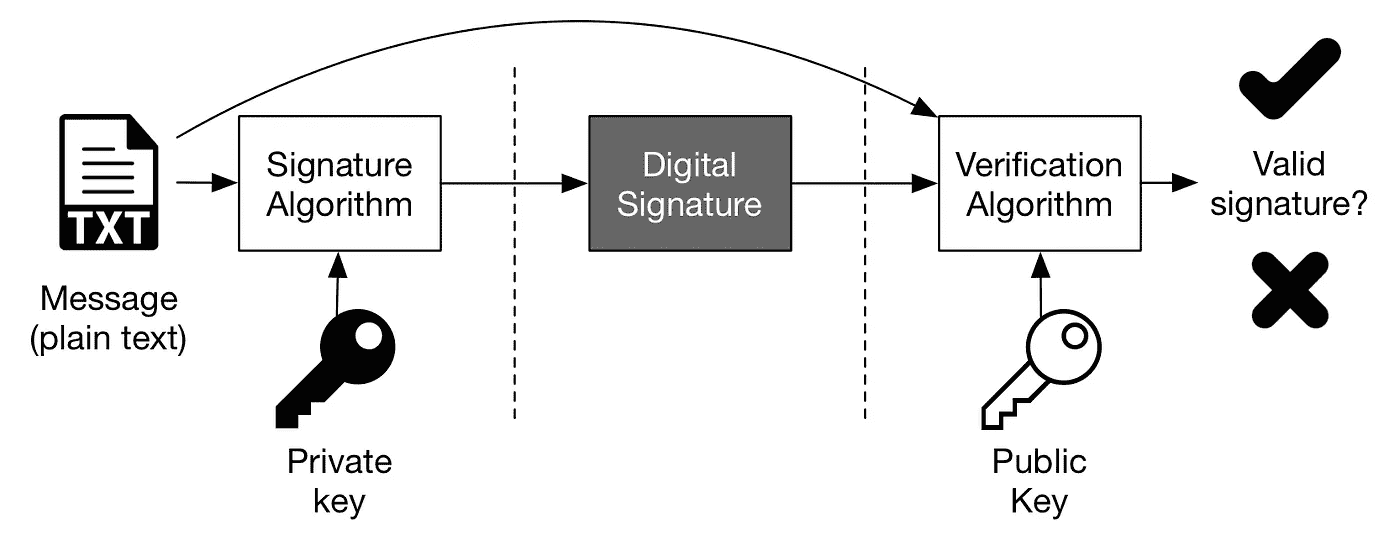 TXT
Message
(plain text)
Signature
Algorithm
Private
key
Digital
Signature
Verification
Algorithm
Public
Key
Valid
signature?